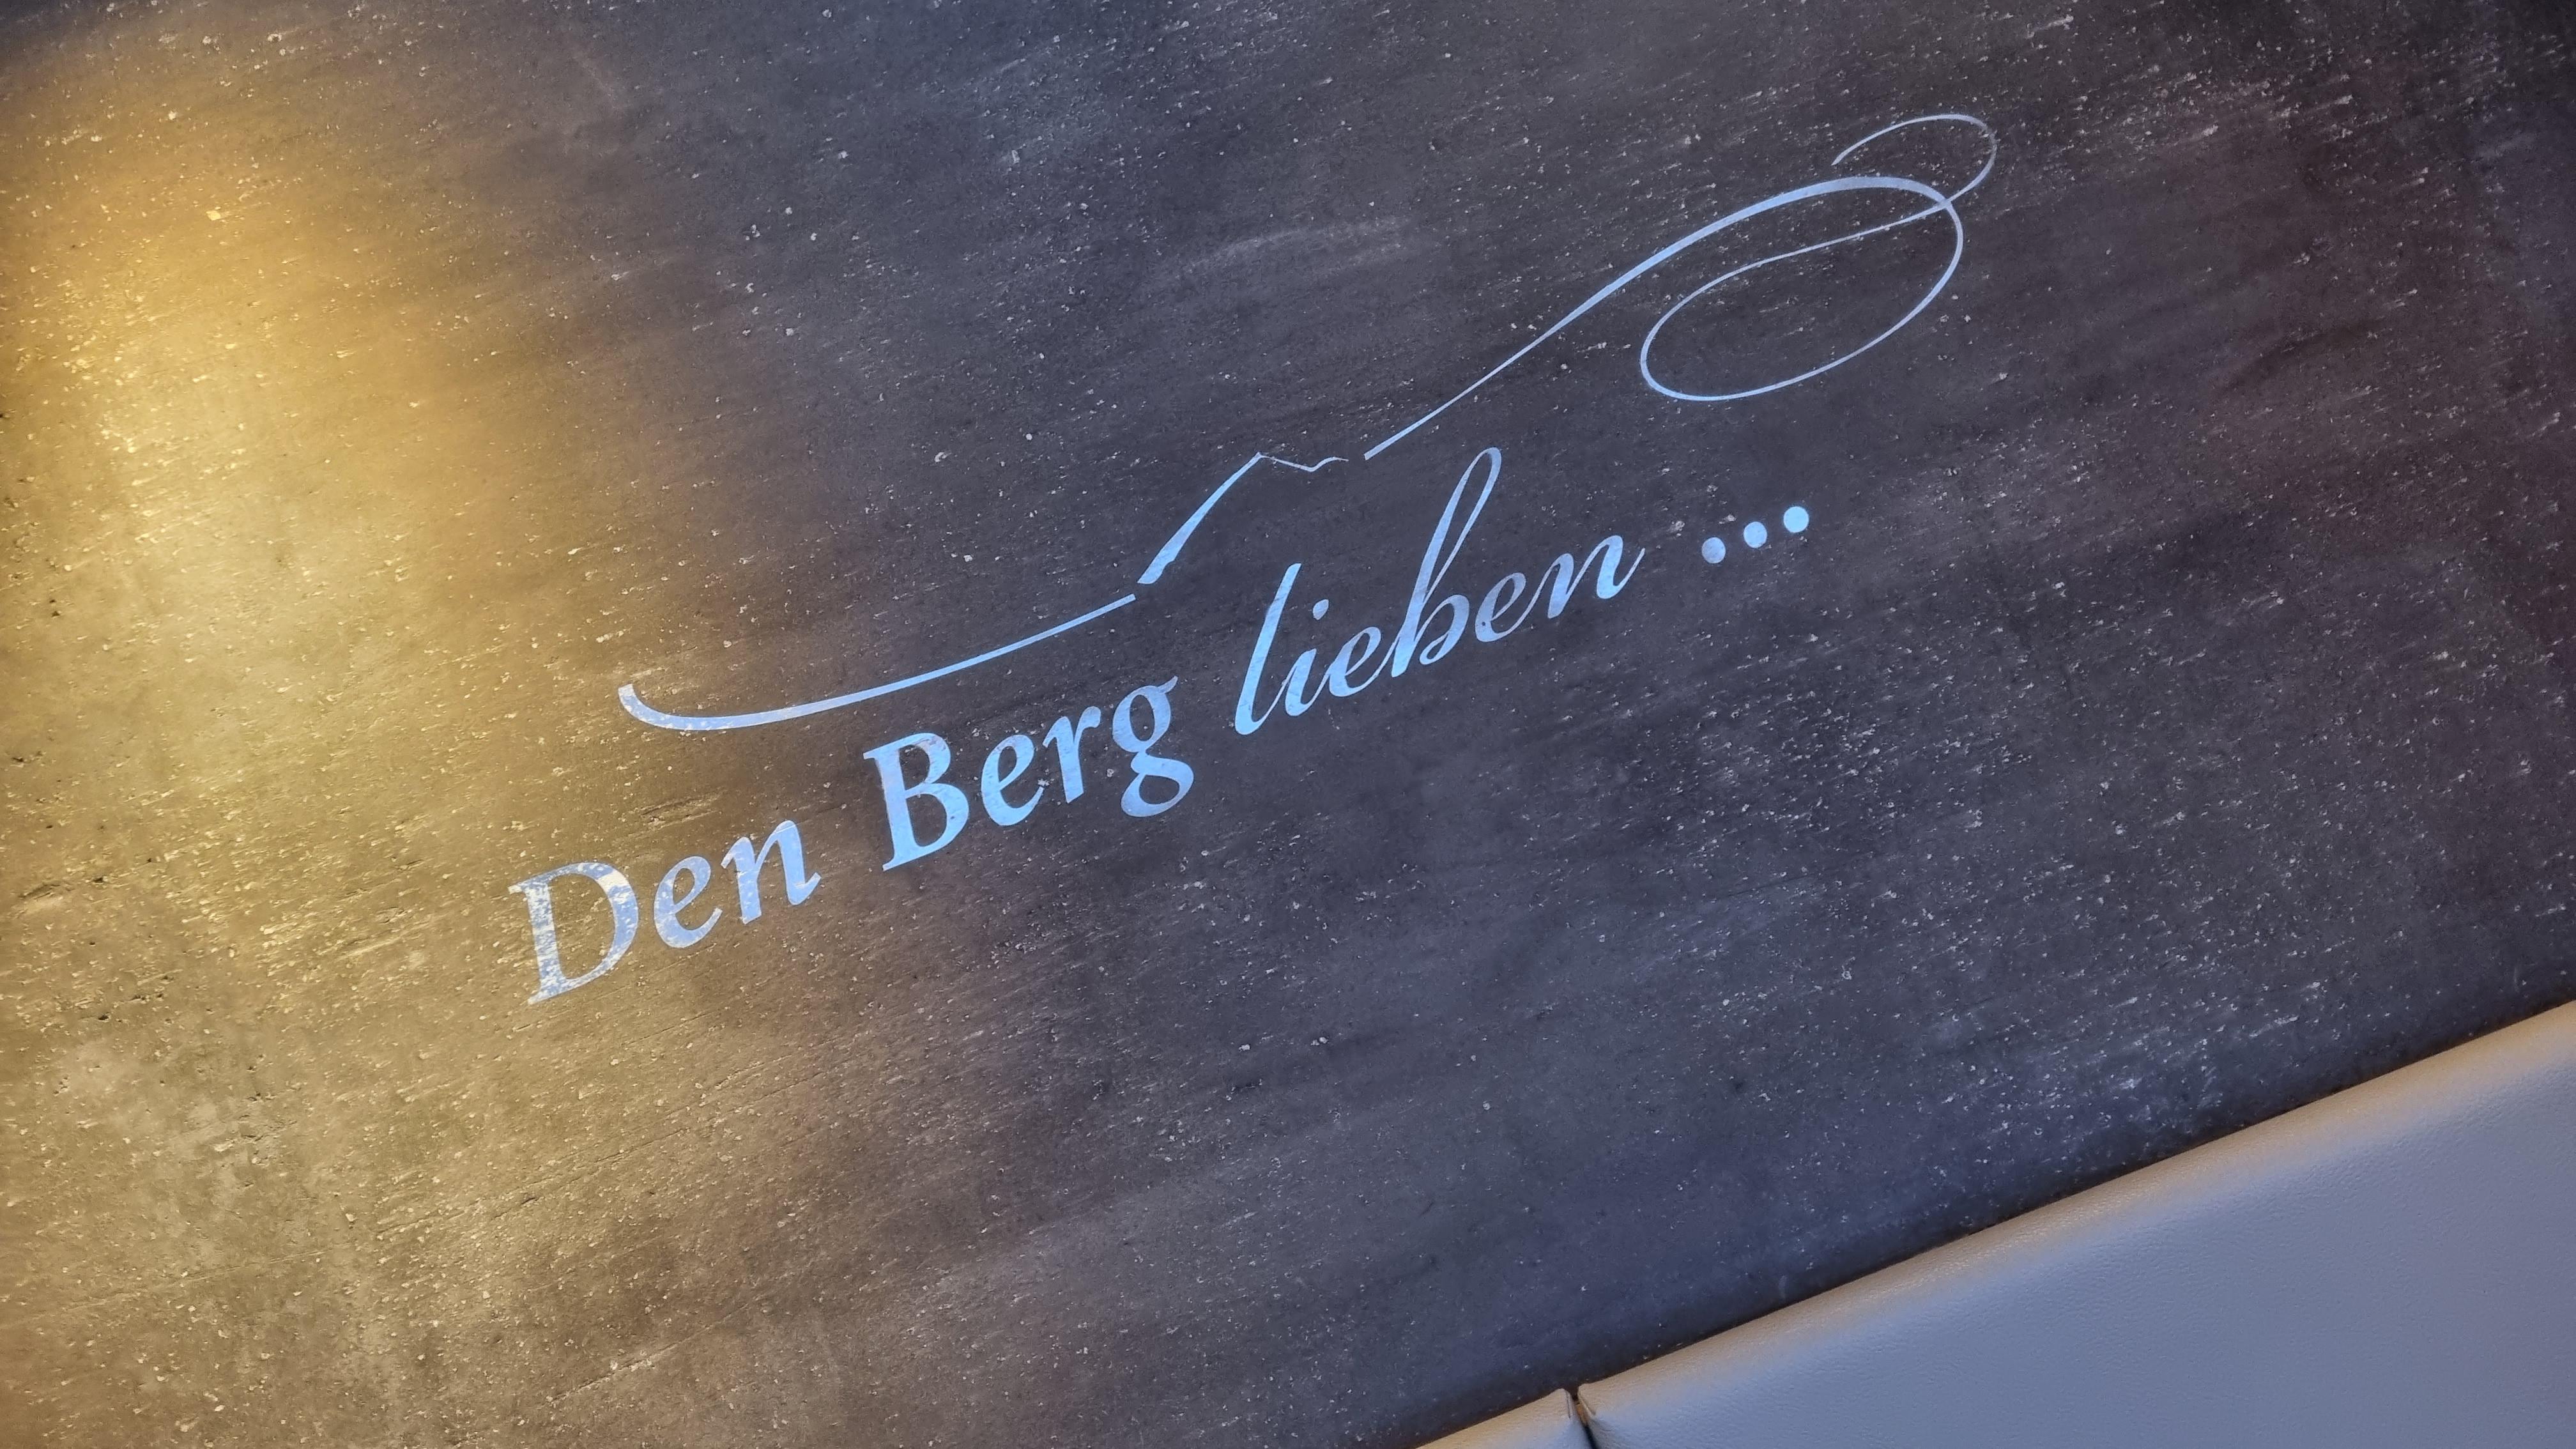 Den Berg lieben ...